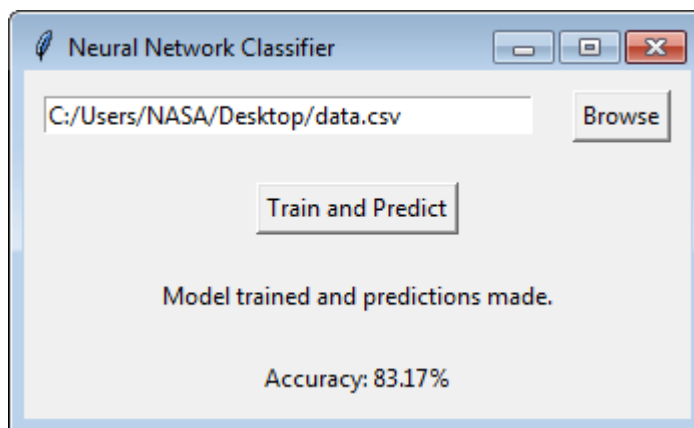 Neural Network Classifier
C:/Users/NASA/Desktop/data.csv
Browse
Train and Predict
Model trained and predictions made.
Accuracy: 83.17%